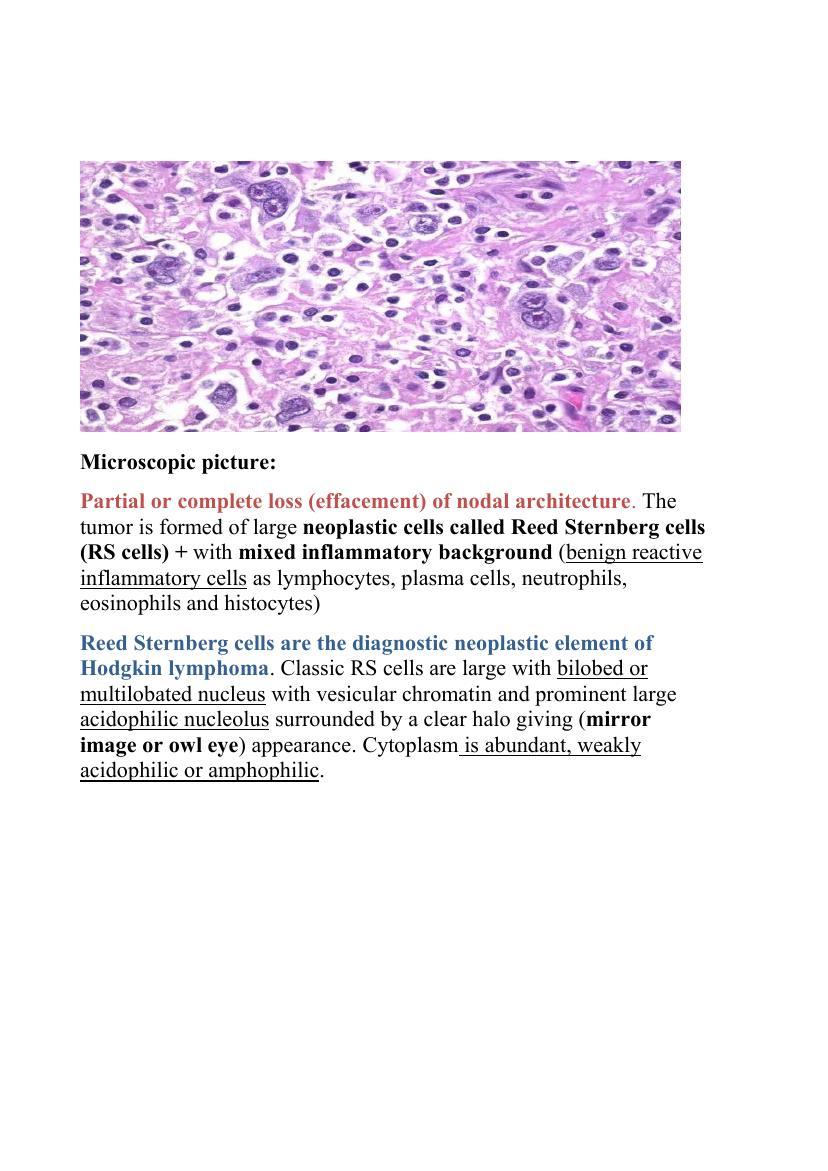 Microscopic picture:
Partial or complete loss (effacement) of nodal architecture. The
tumor is formed of large neoplastic cells called Reed Sternberg cells
(RS cells) + with mixed inflammatory background (benign reactive
inflammatory cells as lymphocytes, plasma cells, neutrophils,
eosinophils and histocytes)
Reed Sternberg cells are the diagnostic neoplastic element of
Hodgkin lymphoma. Classic RS cells are large with bilobed or
multilobated nucleus with vesicular chromatin and prominent large
acidophilic nucleolus surrounded by a clear halo giving (mirror
image or owl eye) appearance. Cytoplasm is abundant, weakly
acidophilic or amphophilic.